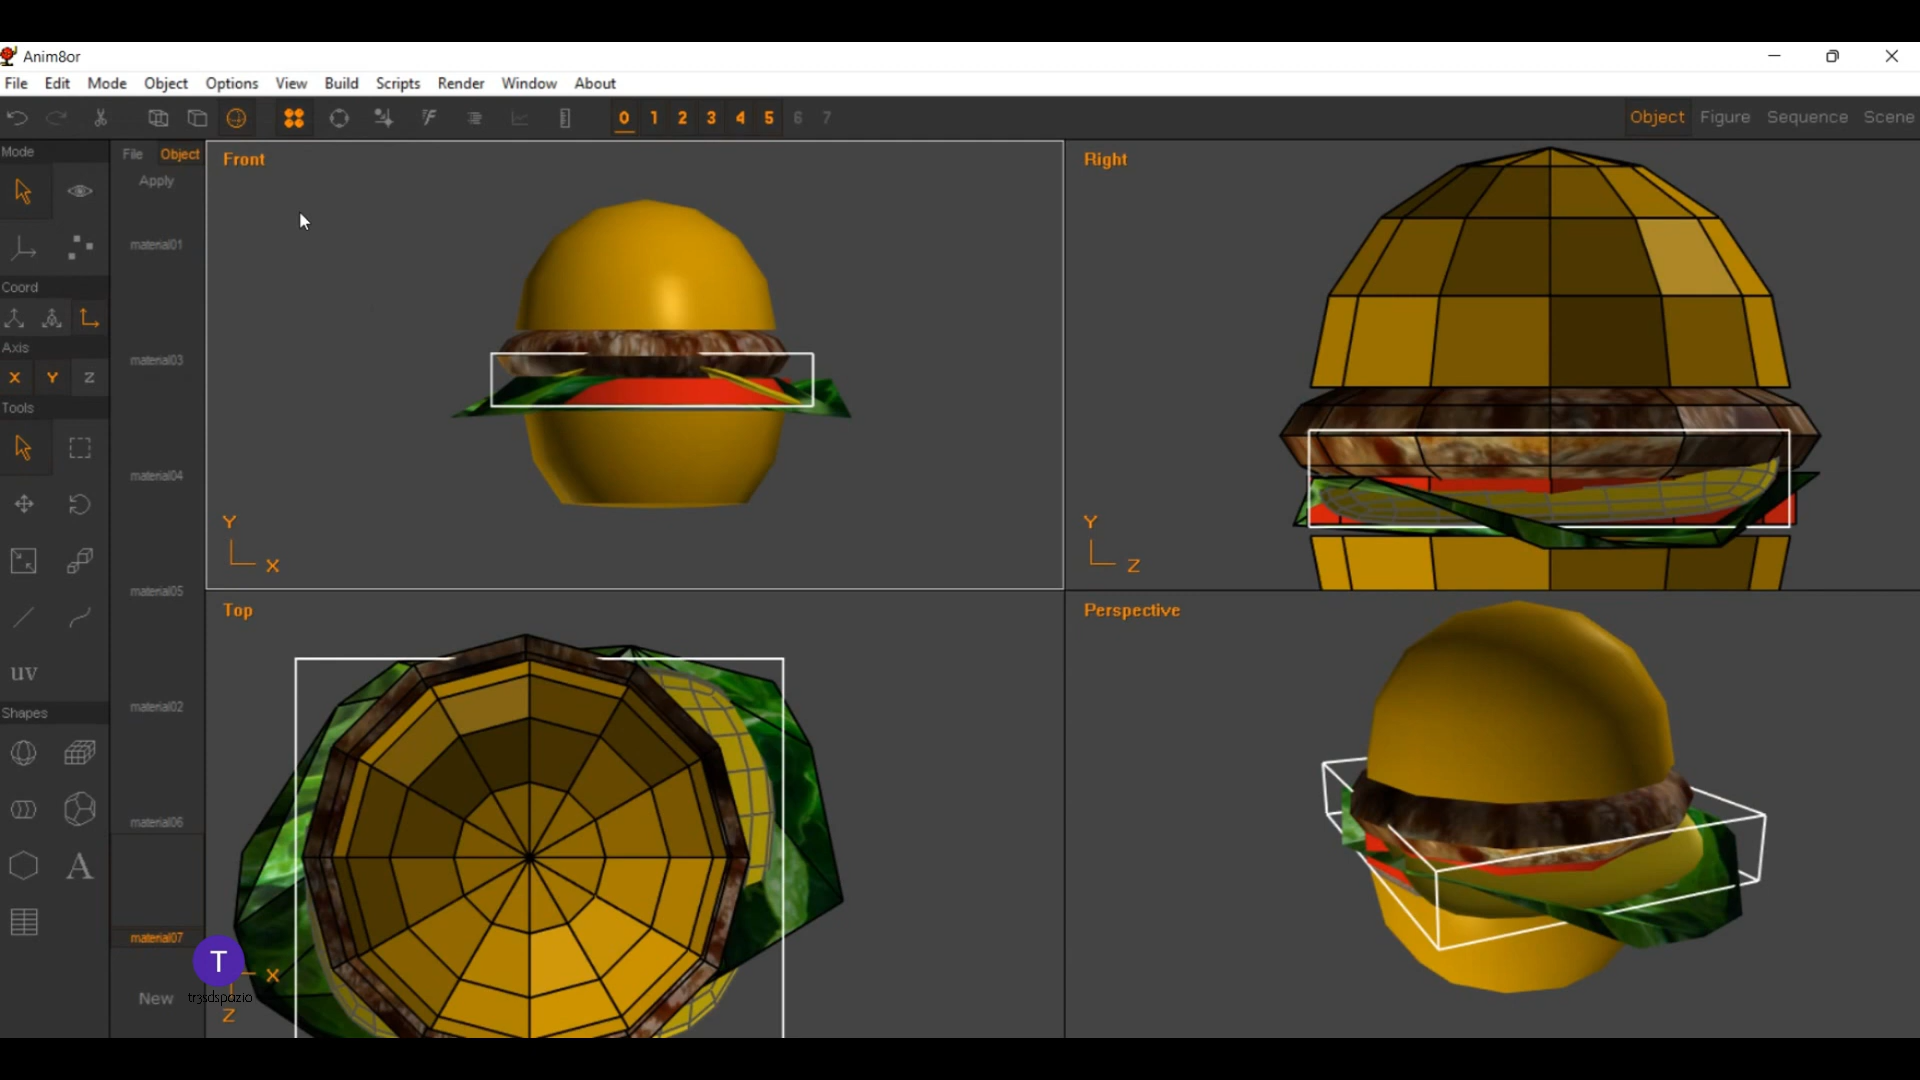 Anim8or
File Edit Mode Object Options View Build Scripts Render Window About
0 1 2 3 4 5 6 7
Object Figure Sequence Scene
Mode
File Object
Apply
Front
Right
material01
Coord
Axis
material03
X Y Z
Tools
material04
Y
X
Y
Z
material05
Top
Perspective
uv
material02
Shapes
material06
A
material07
T
X
New
tr3sdspazio
Z